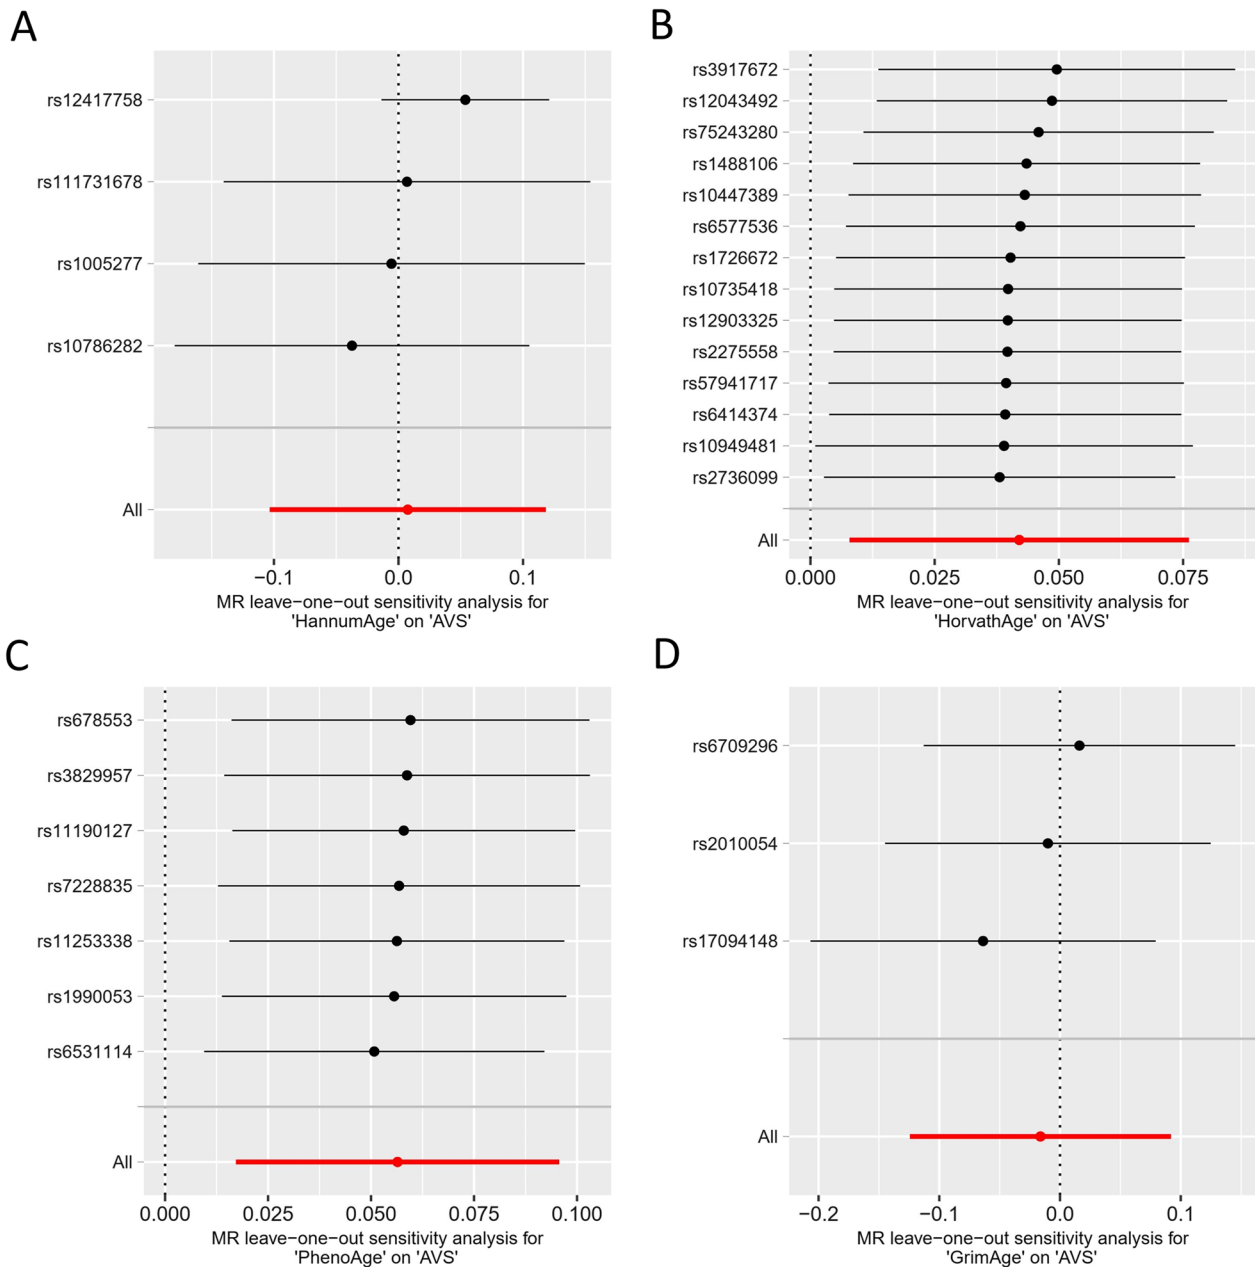 A
rs12417758
rs111731678
rs1005277
rs10786282
All
−0.1 0.0 0.1
MR leave−one−out sensitivity analysis for
'HannumAge' on 'AVS'
B
rs3917672
rs12043492
rs75243280
rs1488106
rs10447389
rs6577536
rs1726672
rs10735418
rs12903325
rs2275558
rs57941717
rs6414374
rs10949481
rs2736099
All
0.000 0.025 0.050 0.075
MR leave−one−out sensitivity analysis for
'HorvathAge' on 'AVS'
C
rs678553
rs3829957
rs11190127
rs7228835
rs11253338
rs1990053
rs6531114
All
0.000 0.025 0.050 0.075 0.100
MR leave−one−out sensitivity analysis for
'PhenoAge' on 'AVS'
D
rs6709296
rs2010054
rs17094148
All
−0.2 −0.1 0.0 0.1
MR leave−one−out sensitivity analysis for
'GrimAge' on 'AVS'